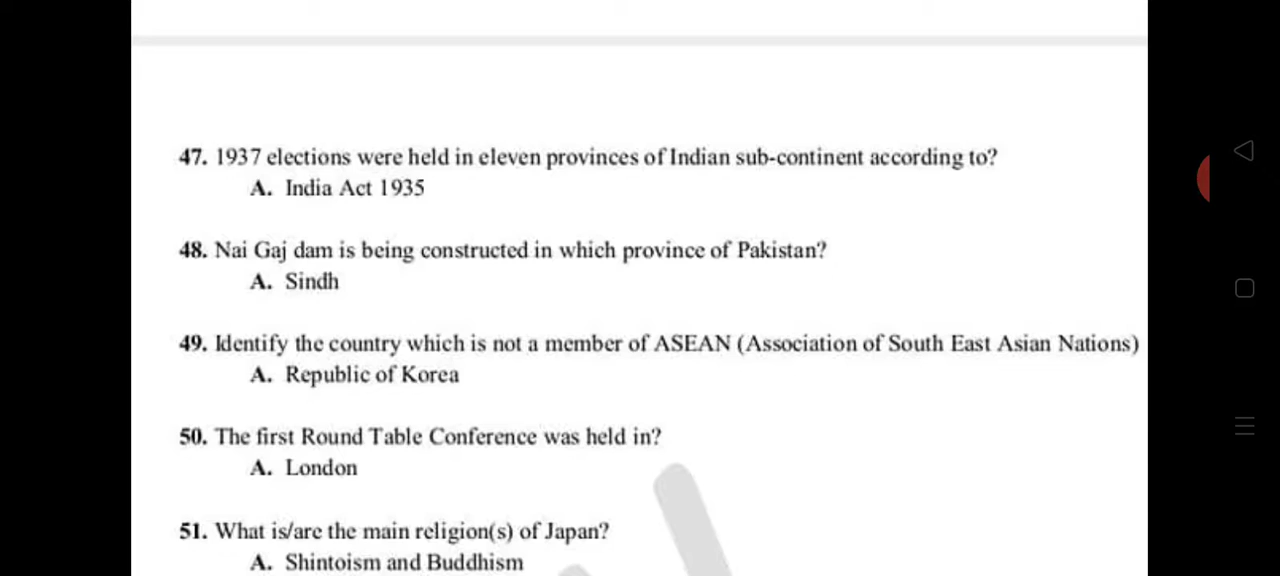 47. 1937 elections were held in eleven provinces of Indian sub-continent according to?
A. India Act 1935
48. Nai Gaj dam is being constructed in which province of Pakistan?
A. Sindh
49. Identify the country which is not a member of ASEAN (Association of South East Asian Nations)
A. Republic of Korea
50. The first Round Table Conference was held in?
A. London
51. What is/are the main religion(s) of Japan?
A. Shintoism and Buddhism